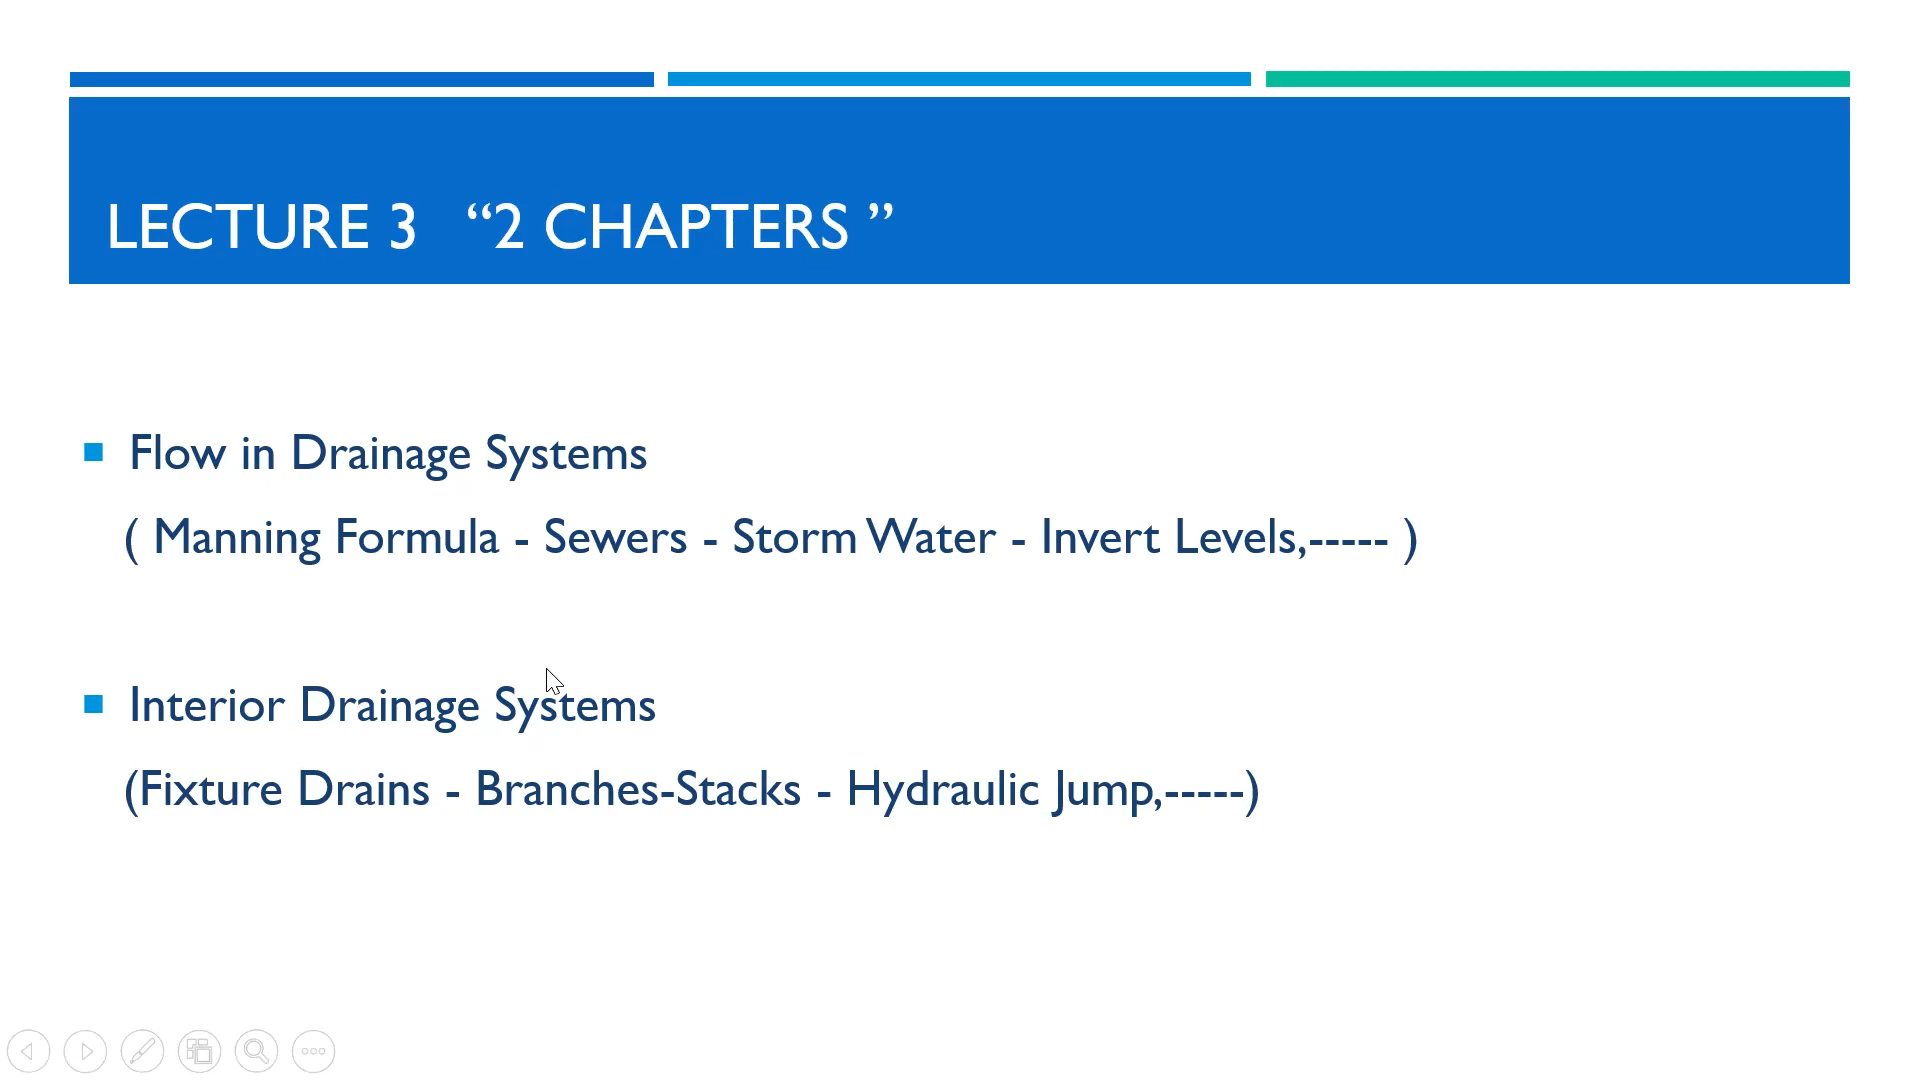 LECTURE 3 “2 CHAPTERS ”
Flow in Drainage Systems
( Manning Formula - Sewers - Storm Water - Invert Levels,----- )
Interior Drainage Systems
(Fixture Drains - Branches-Stacks - Hydraulic Jump,-----)